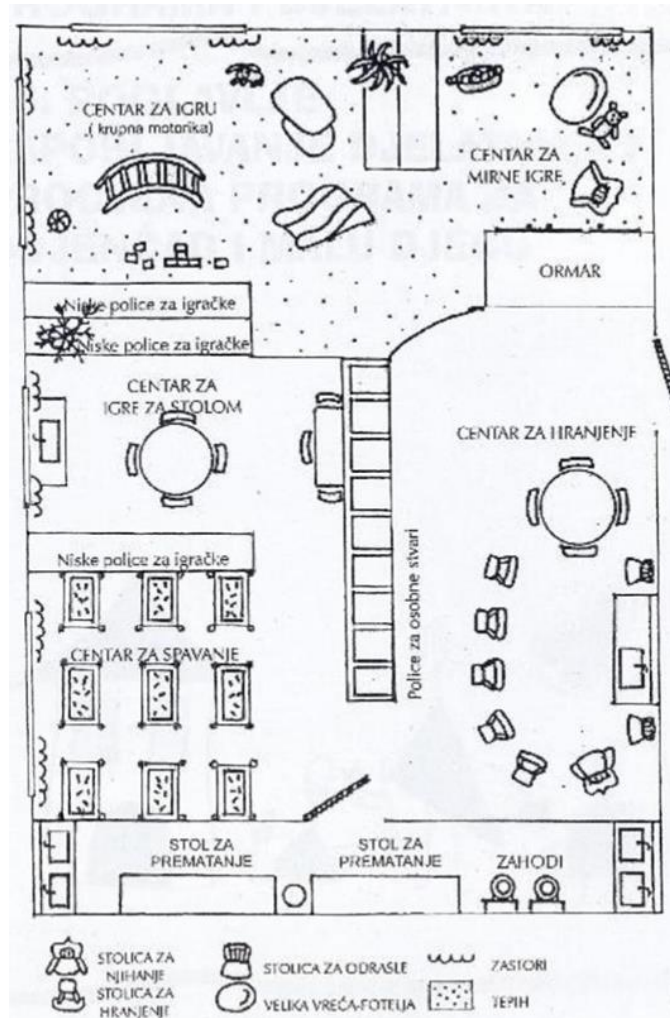 CENTAR ZA IGRU
( krupna motorika)
CENTAR ZA
MIRNE IGRE
ORMAR
Niske police za igračke
Niske police za igračke
CENTAR ZA
IGRE ZA STOLOM
CENTAR ZA HRANJENJE
Police za osobne stvari
Niske police za igračke
CENTAR ZA SPAVANJE
STOL ZA
PREMATANJE
STOL ZA
PREMATANJE
ZAHODI
STOLICA ZA
NJIHANJE
STOLICA ZA
HRANJENJE
STOLICA ZA ODRASLE
VELIKA VREĆA-FOTELJA
ZASTORI
TEPIH